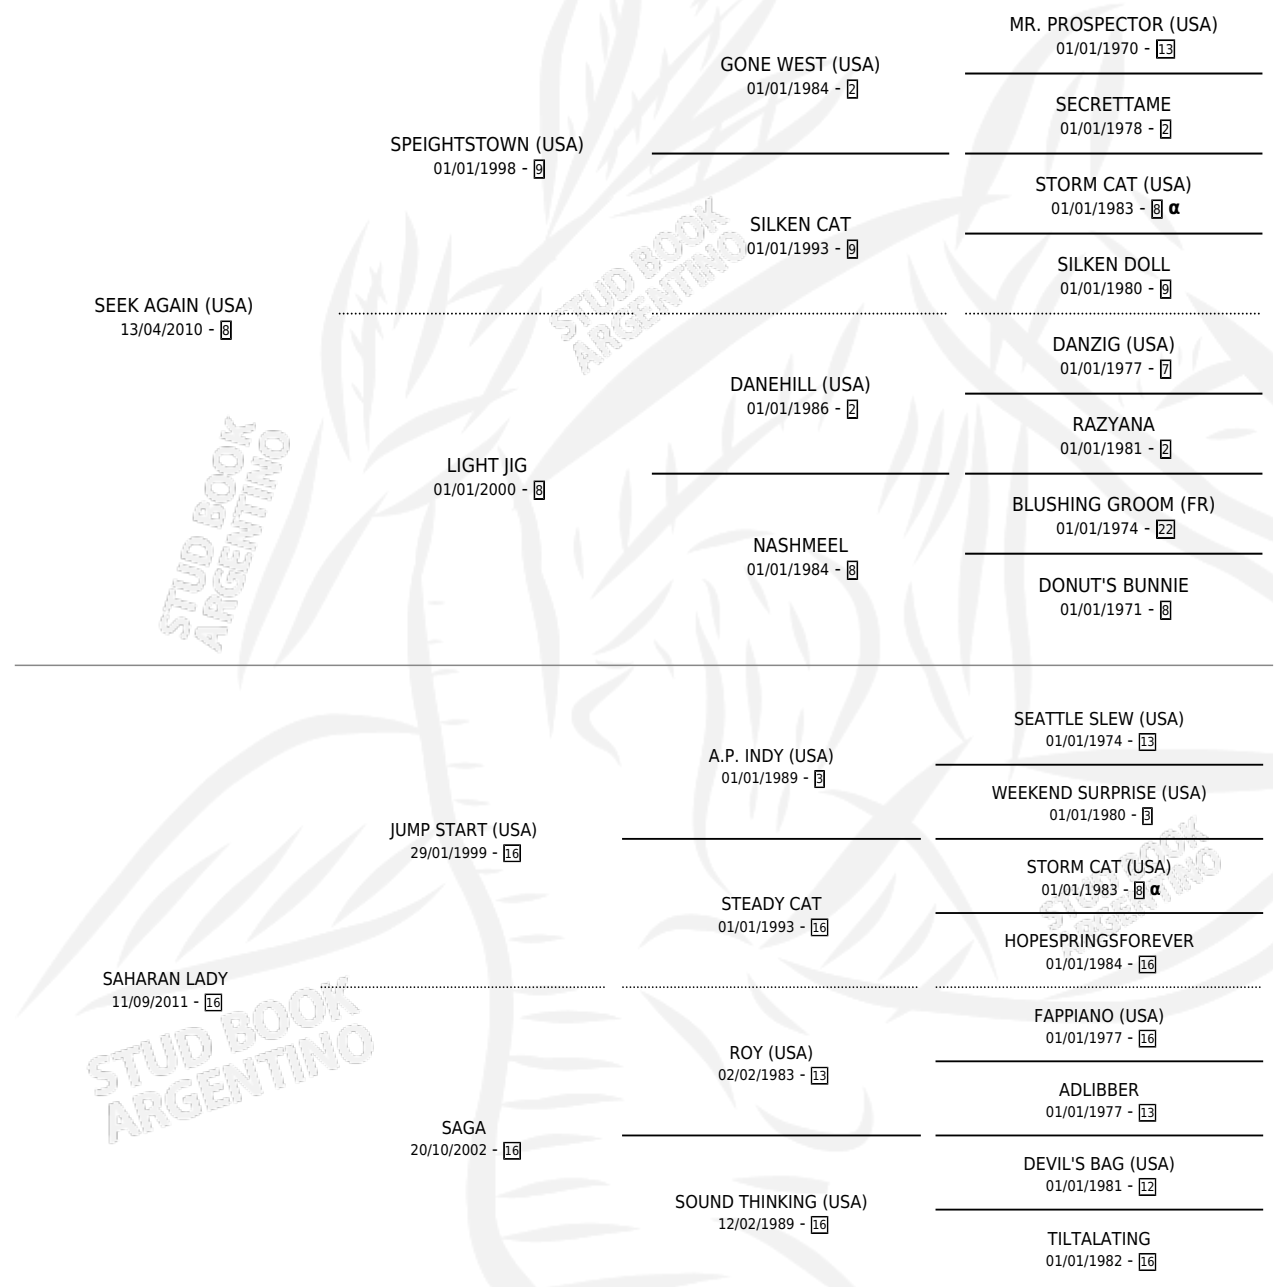 MR. PROSPECTOR (USA)
01/01/1970 - 13
GONE WEST (USA)
01/01/1984 - 2
SECRETTAME
01/01/1978 - 2
SPEIGHTSTOWN (USA)
01/01/1998 - 9
STORM CAT (USA)
01/01/1983 - 8 α
SILKEN CAT
01/01/1993 - 9
SILKEN DOLL
01/01/1980 - 9
SEEK AGAIN (USA)
13/04/2010 - 8
STUD BOOK
ARGENTINO
DANZIG (USA)
01/01/1977 - 7
DANEHILL (USA)
01/01/1986 - 2
RAZYANA
01/01/1981 - 2
LIGHT JIG
01/01/2000 - 8
BLUSHING GROOM (FR)
01/01/1974 - 22
NASHMEEL
01/01/1984 - 8
DONUT'S BUNNIE
01/01/1971 - 8
STUD BOOK
ARGENTINO
SEATTLE SLEW (USA)
01/01/1974 - 13
A.P. INDY (USA)
01/01/1989 - 3
WEEKEND SURPRISE (USA)
01/01/1980 - 3
JUMP START (USA)
29/01/1999 - 16
STORM CAT (USA)
01/01/1983 - 8 α
STEADY CAT
01/01/1993 - 16
HOPESPRINGSFOREVER
01/01/1984 - 16
STUD BOOK
ARGENTINO
SAHARAN LADY
11/09/2011 - 16
STUD BOOK
ARGENTINO
FAPPIANO (USA)
01/01/1977 - 16
ROY (USA)
02/02/1983 - 13
ADLIBBER
01/01/1977 - 13
SAGA
20/10/2002 - 16
DEVIL'S BAG (USA)
01/01/1981 - 12
SOUND THINKING (USA)
12/02/1989 - 16
TILTALATING
01/01/1982 - 16